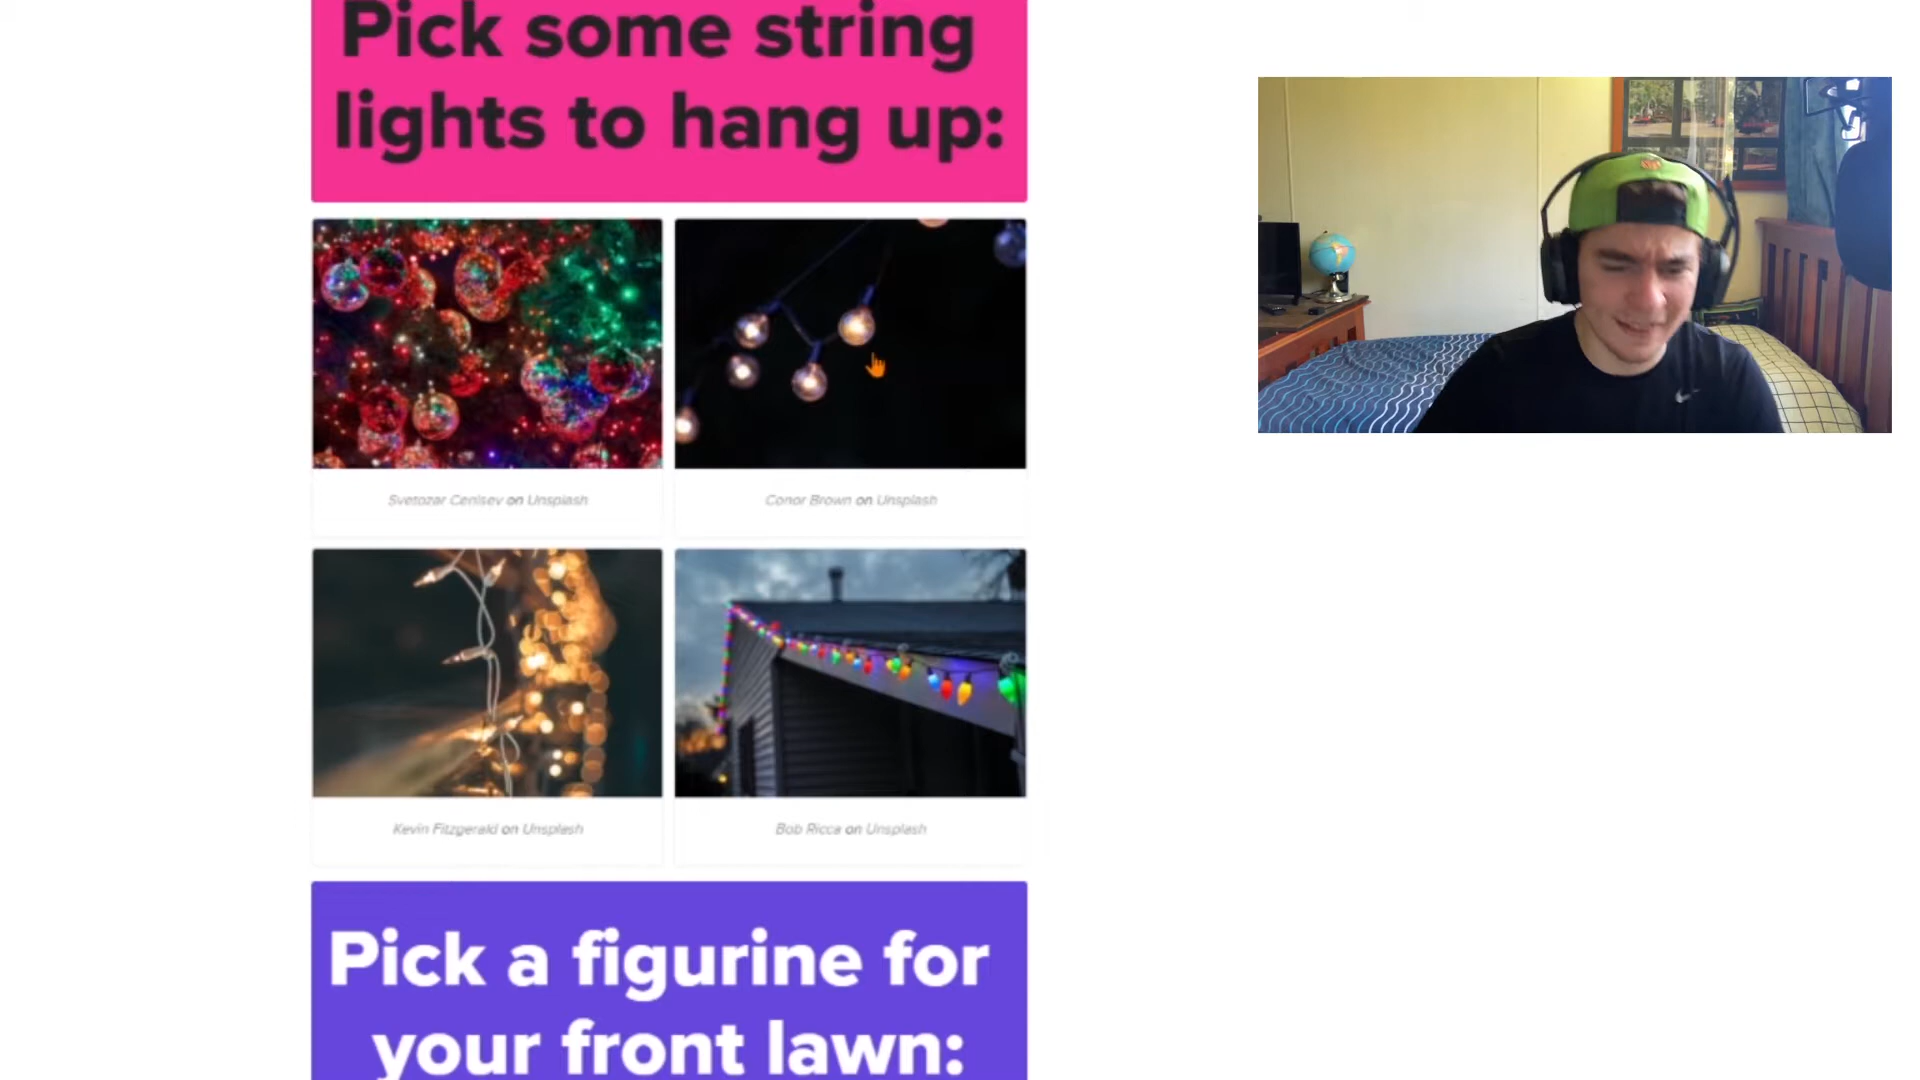 Pick some string
lights to hang up:
Svetozar Cenisev on Unsplash
Conor Brown on Unsplash
Kevin Fitzgerald on Unsplash
Bob Ricca on Unsplash
Pick a figurine for
your front lawn: